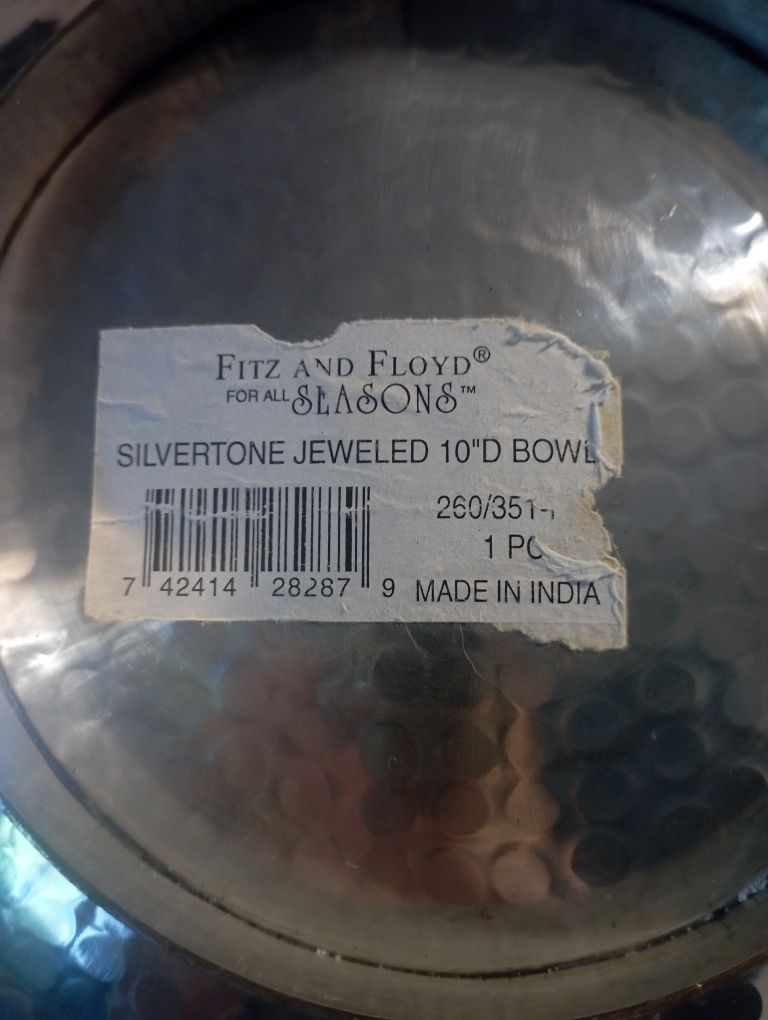 FITZ AND FLOYD®
FOR ALL SEASONS™
SILVERTONE JEWELED 10"D BOWL
260/351-
1 PC
7 42414 28287 9 MADE IN INDIA